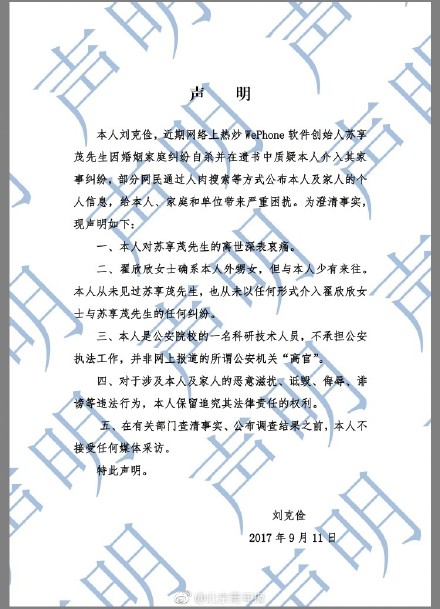 声 明
本人刘克俭，近期网络上热炒 WePhone 软件创始人苏享
茂先生因婚姻家庭纠纷自杀并在遗书中质疑本人介入其家
事纠纷，部分网民通过人肉搜索等方式公布本人及家人的个
人信息，给本人、家庭和单位带来严重困扰。为澄清事实，
现声明如下：
一、本人对苏享茂先生的离世深表哀痛。
二、翟欣欣女士确系本人外甥女，但与本人少有来往。
本人从未见过苏享茂先生，也从未以任何形式介入翟欣欣女
士与苏享茂先生的任何纠纷。
三、本人是公安院校的一名科研技术人员，不承担公安
执法工作，并非网上报道的所谓公安机关“高官”。
四、对于涉及本人及家人的恶意滋扰、诋毁、侮辱、诽
谤等违法行为，本人保留追究其法律责任的权利。
五、在有关部门查清事实、公布调查结果之前，本人不
接受任何媒体采访。
特此声明。
刘克俭
2017 年 9 月 11 日
声明
声明
声明
声明
声明
声明